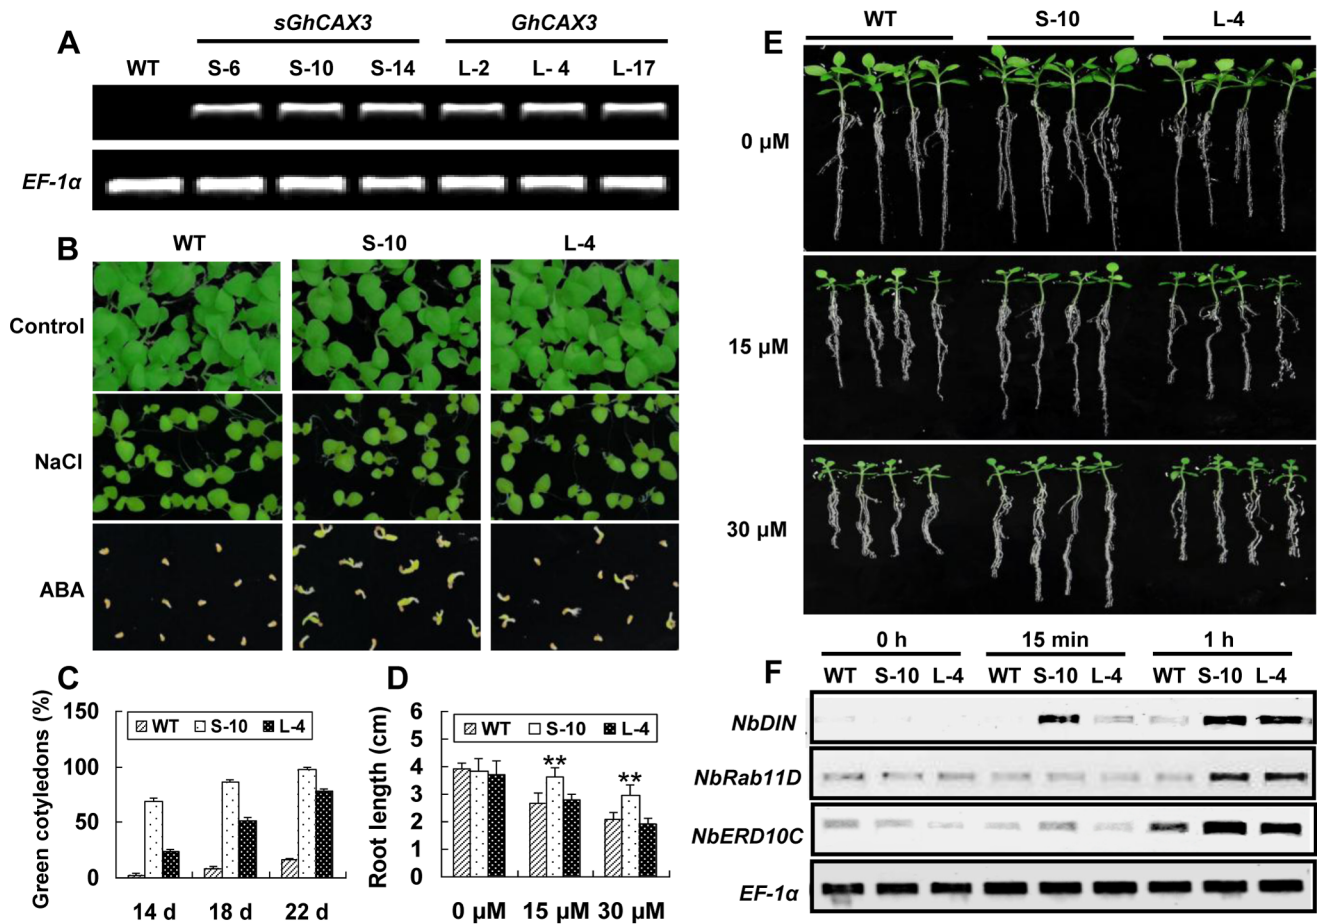 A
sGhCAX3 GhCAX3
WT S-6 S-10 S-14 L-2 L- 4 L-17
EF-1α
B
WT S-10 L-4
Control
NaCl
ABA
C
Green cotyledons (%)
150
100
50
0
WT S-10 L-4
14 d 18 d 22 d
D
Root length (cm)
6
5
4
3
2
1
0
WT S-10 L-4
** **
0 µM 15 µM 30 µM
E
WT S-10 L-4
0 µM
15 µM
30 µM
F
0 h 15 min 1 h
WT S-10 L-4 WT S-10 L-4 WT S-10 L-4
NbDIN
NbRab11D
NbERD10C
EF-1α